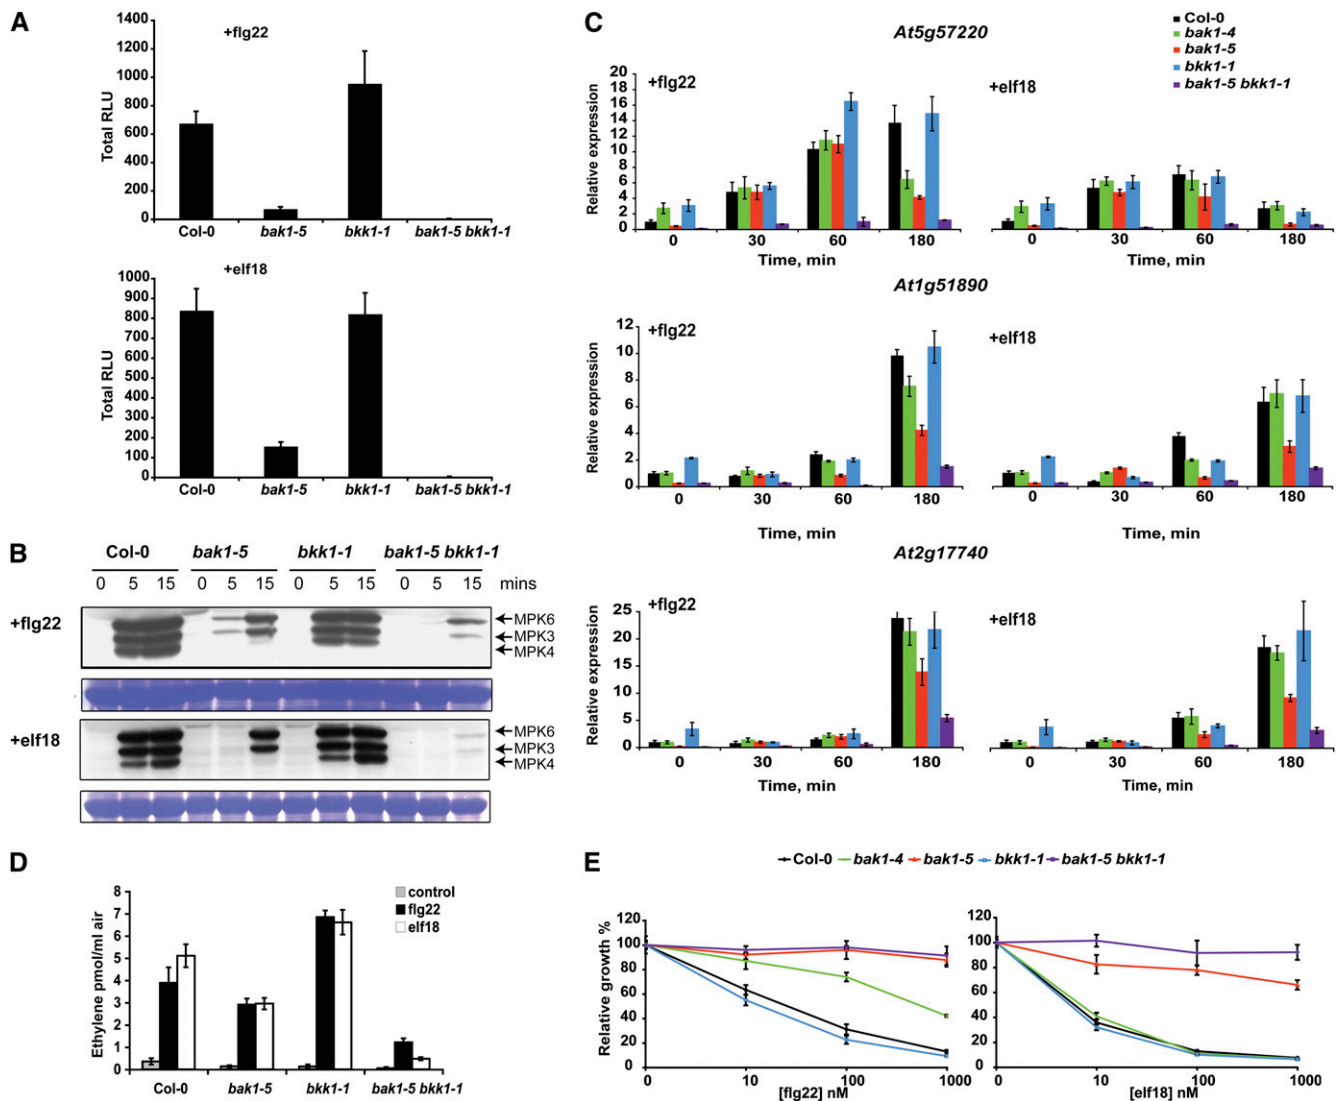 A
+flg22
Total RLU
1400
1200
1000
800
600
400
200
0
Col-0 bak1-5 bkk1-1 bak1-5 bkk1-1
+elf18
Total RLU
1000
900
800
700
600
500
400
300
200
100
0
Col-0 bak1-5 bkk1-1 bak1-5 bkk1-1
B
Col-0 bak1-5 bkk1-1 bak1-5 bkk1-1
0 5 15 0 5 15 0 5 15 0 5 15 mins
+flg22
MPK6
MPK3
MPK4
+elf18
MPK6
MPK3
MPK4
C
Col-0
bak1-4
bak1-5
bkk1-1
bak1-5 bkk1-1
At5g57220
+flg22
Relative expression
20
18
16
14
12
10
8
6
4
2
0
0 30 60 180
Time, min
+elf18
0 30 60 180
Time, min
At1g51890
+flg22
Relative expression
12
10
8
6
4
2
0
0 30 60 180
Time, min
+elf18
0 30 60 180
Time, min
At2g17740
+flg22
Relative expression
25
20
15
10
5
0
0 30 60 180
Time, min
+elf18
0 30 60 180
Time, min
D
control
flg22
elf18
Ethylene pmol/ml air
8
7
6
5
4
3
2
1
0
Col-0 bak1-5 bkk1-1 bak1-5 bkk1-1
E
Col-0 bak1-4 bak1-5 bkk1-1 bak1-5 bkk1-1
Relative growth %
120
100
80
60
40
20
0
0 10 100 1000
[flg22] nM
120
100
80
60
40
20
0
0 10 100 1000
[elf18] nM